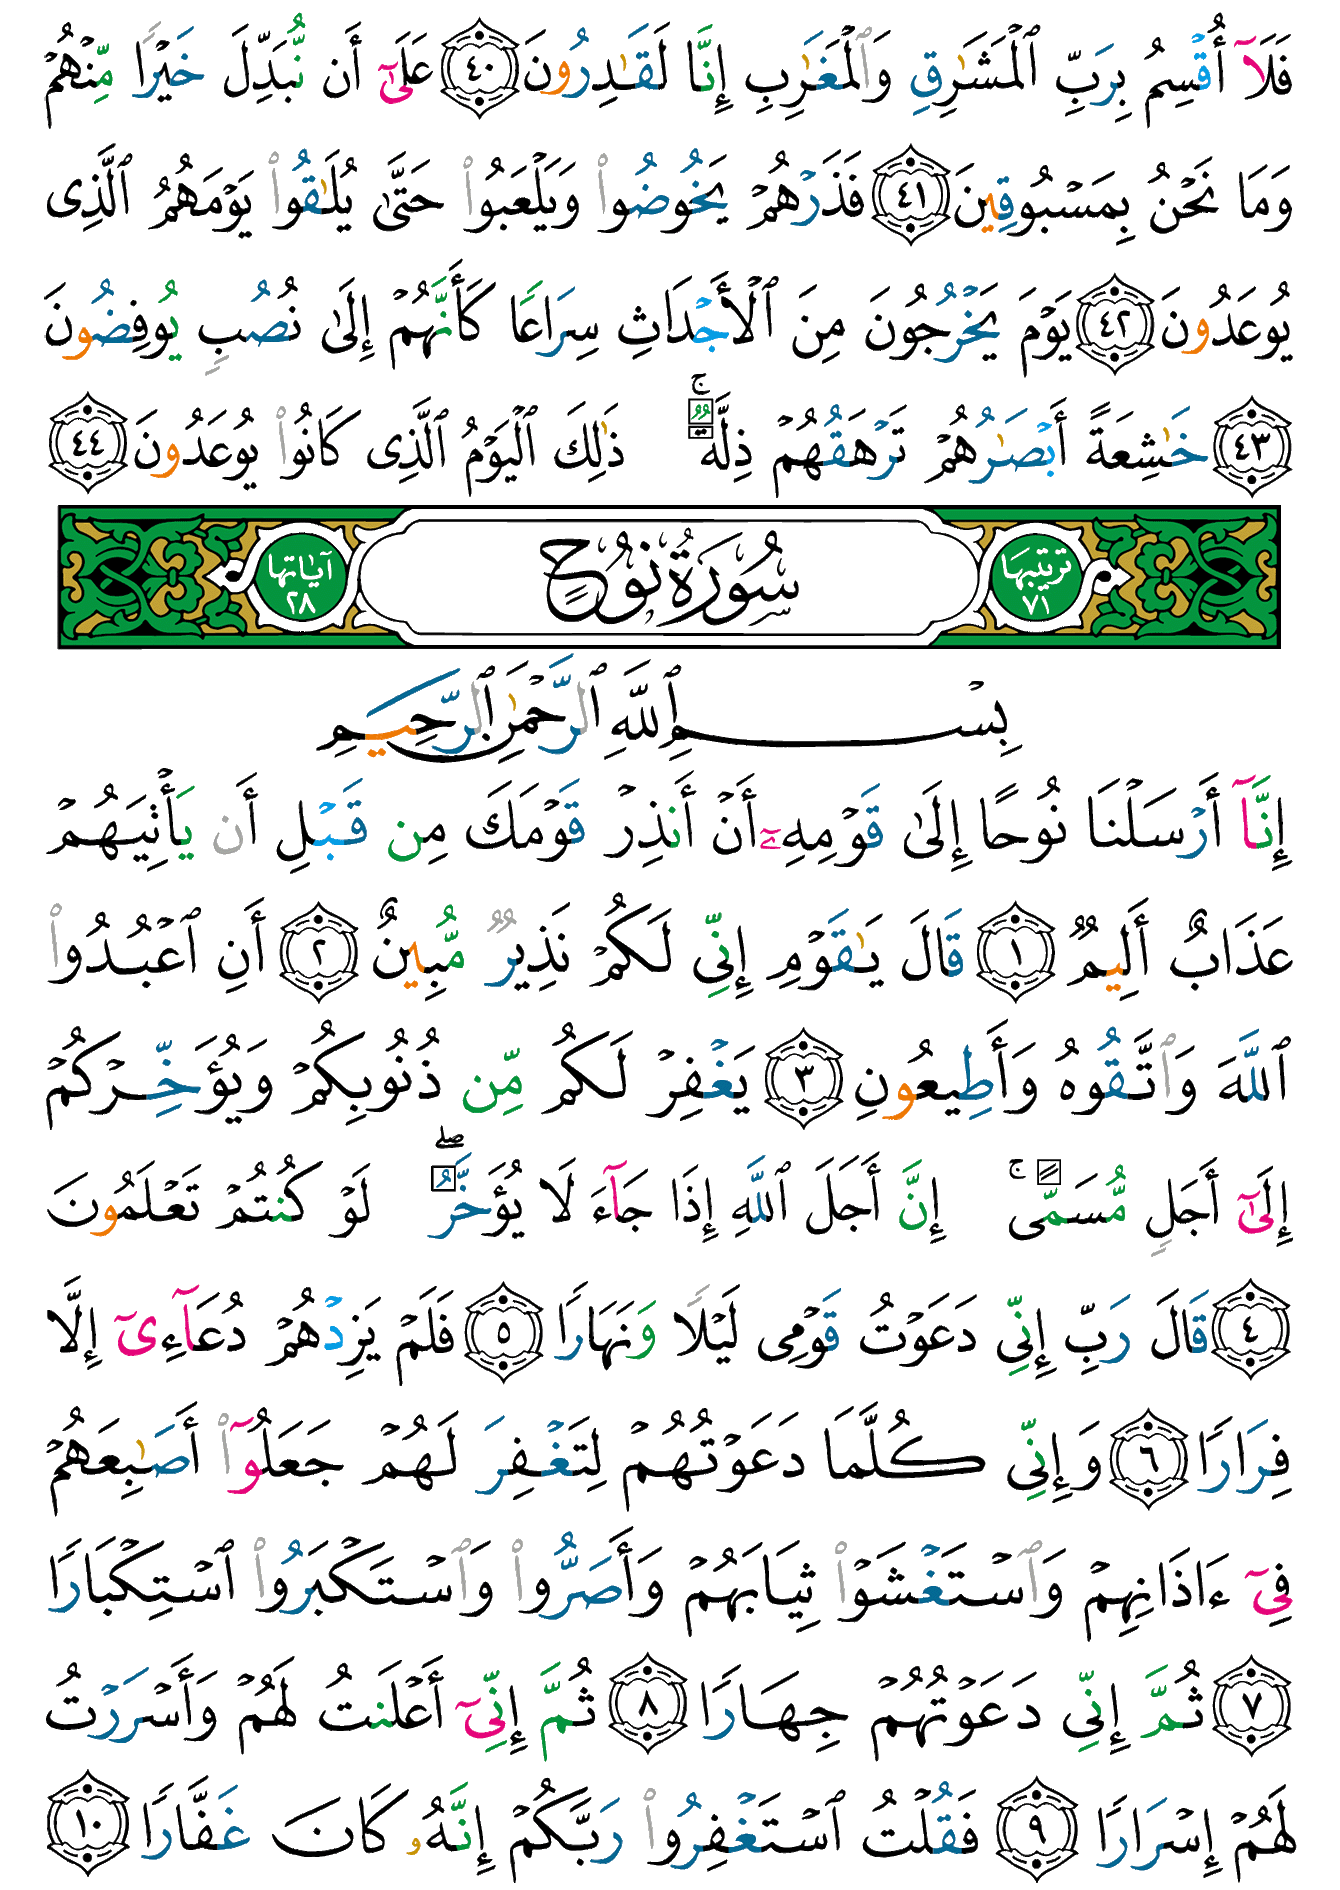 فَلَآ أُقْسِمُ بِرَبِّ ٱلْمَشَٰرِقِ وَٱلْمَغَٰرِبِ إِنَّا لَقَٰدِرُونَ ٤٠ عَلَىٰٓ أَن نُّبَدِّلَ خَيْرًا مِّنْهُمْ
وَمَا نَحْنُ بِمَسْبُوقِينَ ٤١ فَذَرْهُمْ يَخُوضُوا۟ وَيَلْعَبُوا۟ حَتَّىٰ يُلَٰقُوا۟ يَوْمَهُمُ ٱلَّذِى
يُوعَدُونَ ٤٢ يَوْمَ يَخْرُجُونَ مِنَ ٱلْأَجْدَاثِ سِرَاعًا كَأَنَّهُمْ إِلَىٰ نُصُبٍ يُوفِضُونَ
٤٣ خَٰشِعَةً أَبْصَٰرُهُمْ تَرْهَقُهُمْ ذِلَّةٌ ۚ ذَٰلِكَ ٱلْيَوْمُ ٱلَّذِى كَانُوا۟ يُوعَدُونَ ٤٤
ترتيبها ٧١ سُورَةُ نُوحٍ آياتها ٢٨
بِسْمِ ٱللَّهِ ٱلرَّحْمَٰنِ ٱلرَّحِيمِ
إِنَّآ أَرْسَلْنَا نُوحًا إِلَىٰ قَوْمِهِۦٓ أَنْ أَنذِرْ قَوْمَكَ مِن قَبْلِ أَن يَأْتِيَهُمْ
عَذَابٌ أَلِيمٌ ١ قَالَ يَٰقَوْمِ إِنِّى لَكُمْ نَذِيرٌ مُّبِينٌ ٢ أَنِ ٱعْبُدُوا۟
ٱللَّهَ وَٱتَّقُوهُ وَأَطِيعُونِ ٣ يَغْفِرْ لَكُم مِّن ذُنُوبِكُمْ وَيُؤَخِّرْكُمْ
إِلَىٰٓ أَجَلٍ مُّسَمًّى ۚ إِنَّ أَجَلَ ٱللَّهِ إِذَا جَآءَ لَا يُؤَخَّرُ ۖ لَوْ كُنتُمْ تَعْلَمُونَ
٤ قَالَ رَبِّ إِنِّى دَعَوْتُ قَوْمِى لَيْلًا وَنَهَارًا ٥ فَلَمْ يَزِدْهُمْ دُعَآءِىٓ إِلَّا
فِرَارًا ٦ وَإِنِّى كُلَّمَا دَعَوْتُهُمْ لِتَغْفِرَ لَهُمْ جَعَلُوٓا۟ أَصَٰبِعَهُمْ
فِىٓ ءَاذَانِهِمْ وَٱسْتَغْشَوْا۟ ثِيَابَهُمْ وَأَصَرُّوا۟ وَٱسْتَكْبَرُوا۟ ٱسْتِكْبَارًا
٧ ثُمَّ إِنِّى دَعَوْتُهُمْ جِهَارًا ٨ ثُمَّ إِنِّىٓ أَعْلَنتُ لَهُمْ وَأَسْرَرْتُ
لَهُمْ إِسْرَارًا ٩ فَقُلْتُ ٱسْتَغْفِرُوا۟ رَبَّكُمْ إِنَّهُۥ كَانَ غَفَّارًا ١٠